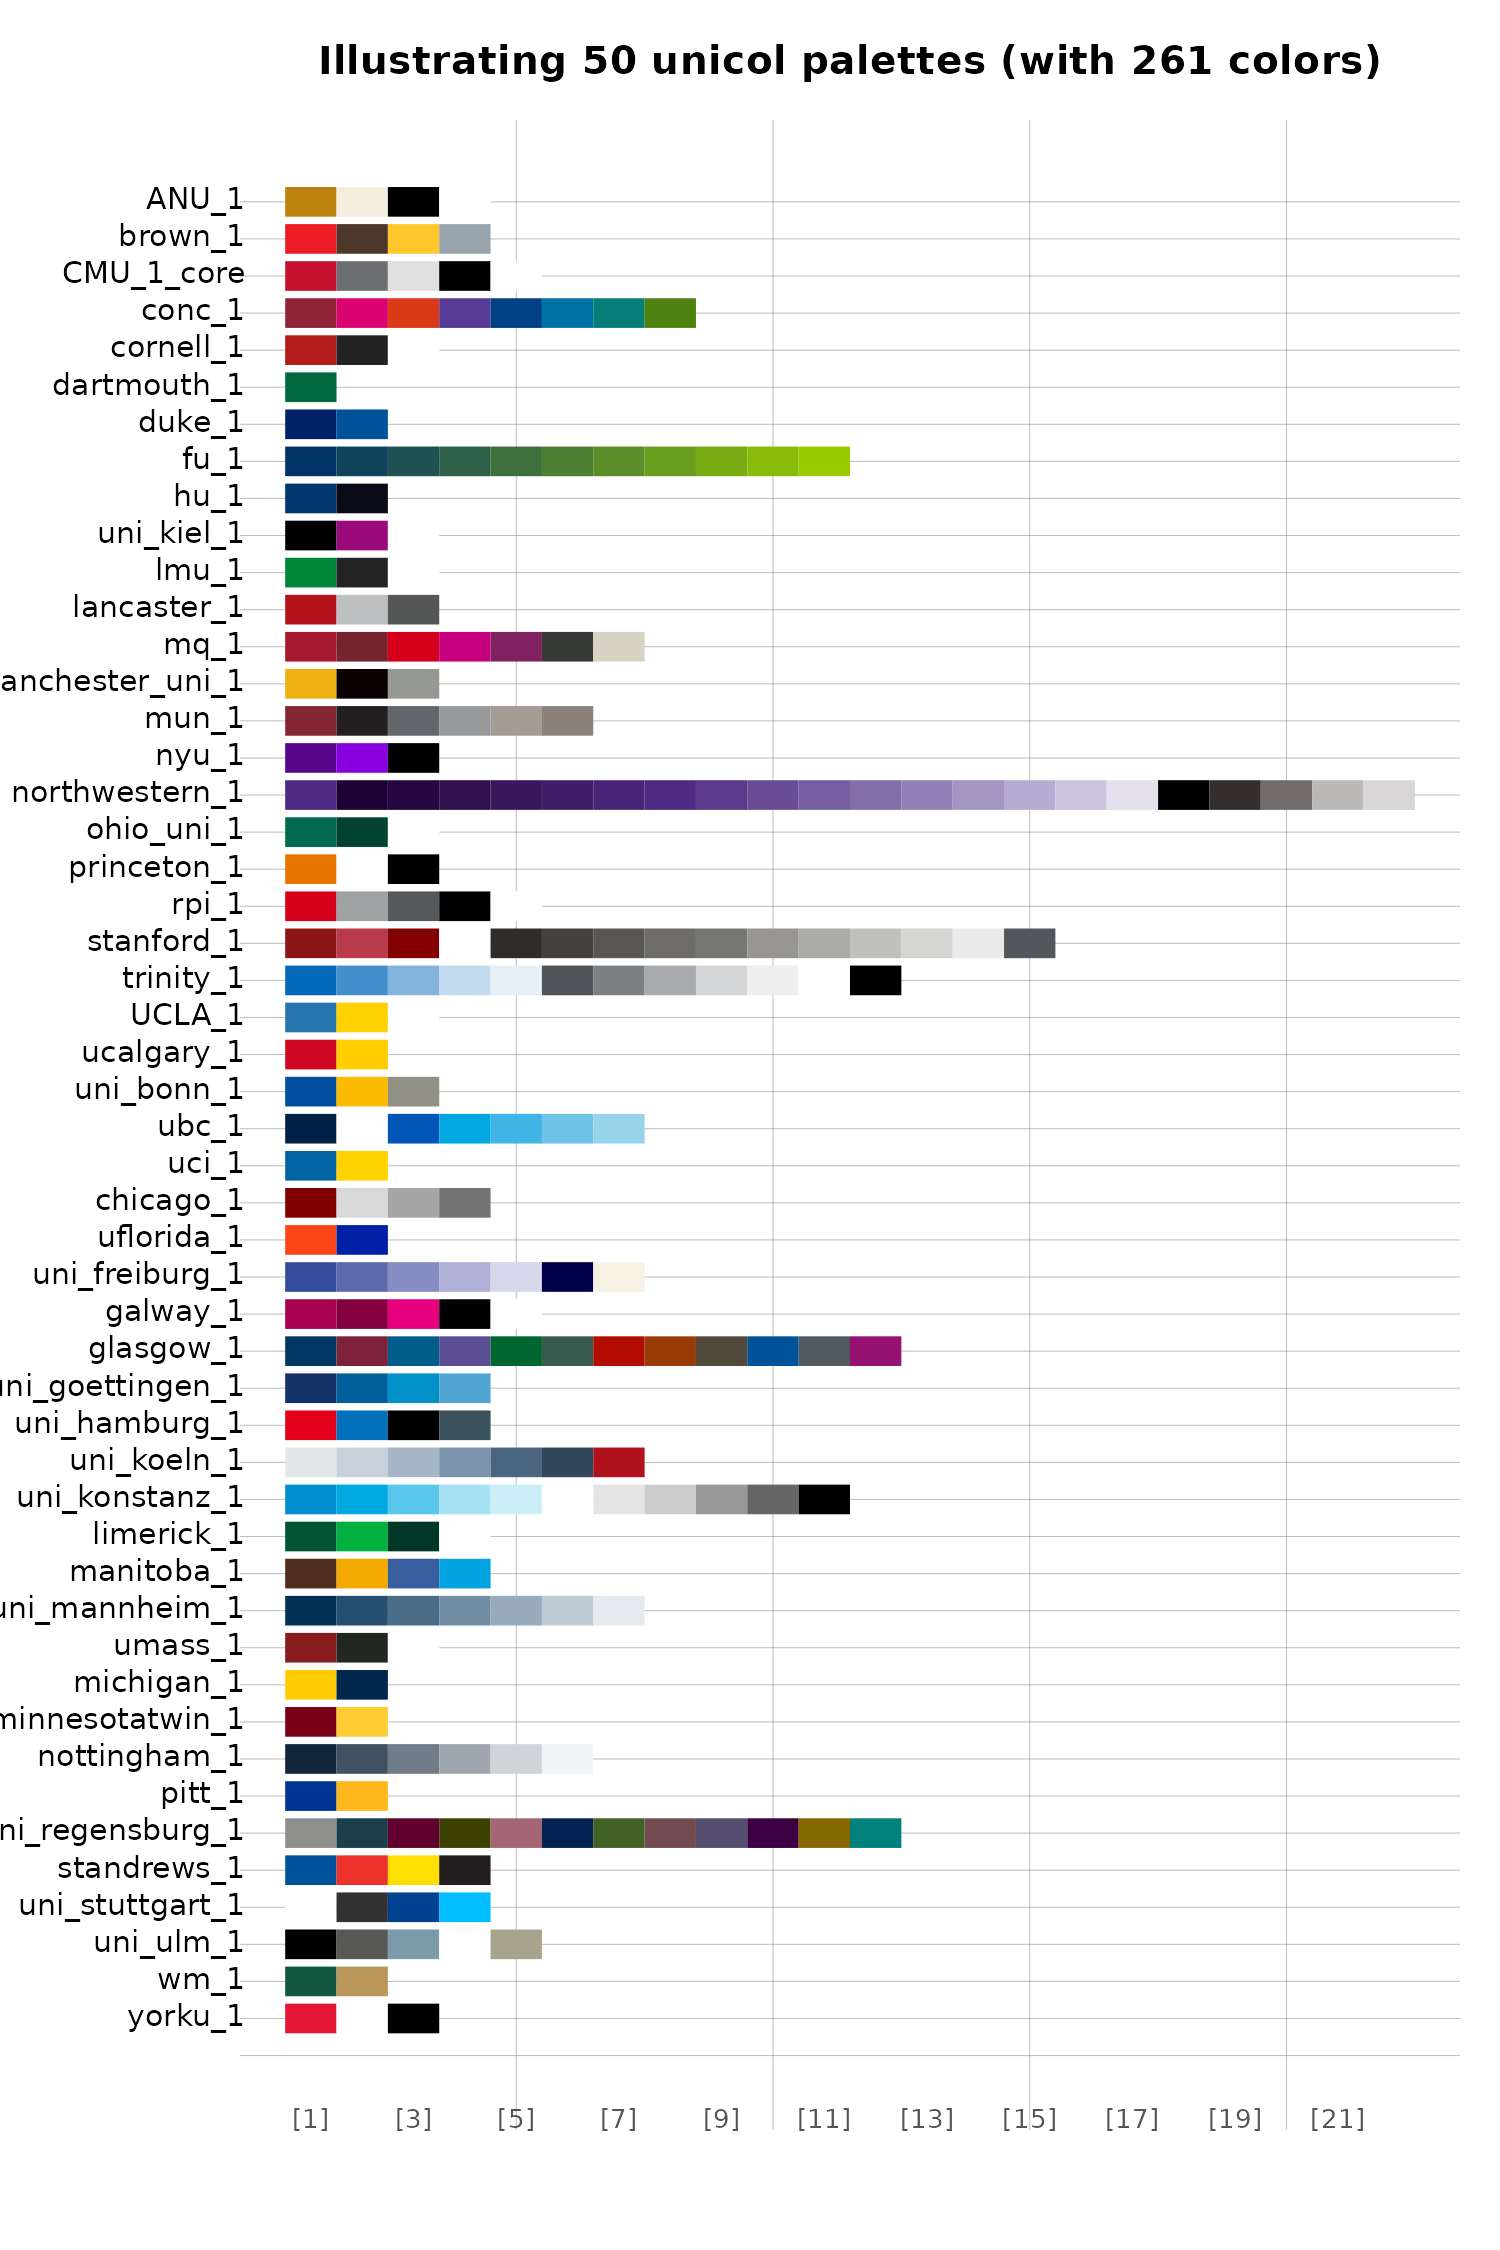 Illustrating 50 unicol palettes (with 261 colors)
ANU_1
brown_1
CMU_1_core
conc_1
cornell_1
dartmouth_1
duke_1
fu_1
hu_1
uni_kiel_1
lmu_1
lancaster_1
mq_1
anchester_uni_1
mun_1
nyu_1
northwestern_1
ohio_uni_1
princeton_1
rpi_1
stanford_1
trinity_1
UCLA_1
ucalgary_1
uni_bonn_1
ubc_1
uci_1
chicago_1
uflorida_1
uni_freiburg_1
galway_1
glasgow_1
uni_goettingen_1
uni_hamburg_1
uni_koeln_1
uni_konstanz_1
limerick_1
manitoba_1
uni_mannheim_1
umass_1
michigan_1
minnesotatwin_1
nottingham_1
pitt_1
ni_regensburg_1
standrews_1
uni_stuttgart_1
uni_ulm_1
wm_1
yorku_1
[1] [3] [5] [7] [9] [11] [13] [15] [17] [19] [21]